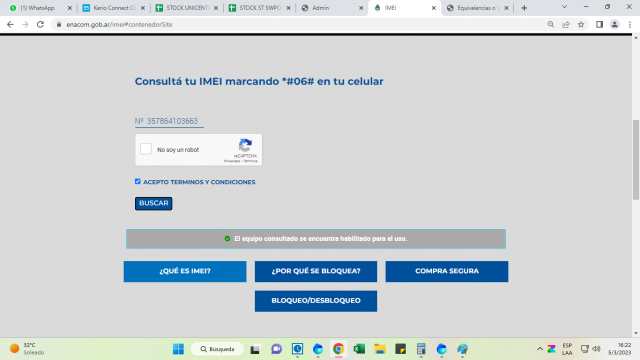 (1) WhatsApp
Kerio Connect Cl
STOCK UNICENTO
STOCK ST SWPO
Admin
IMEI
Equivalencias o
enacom.gob.ar/imei#contenedorSite
Consultá tu IMEI marcando *#06# en tu celular
Nº 357864103663
No soy un robot
reCAPTCHA
Privacidad - Términos
ACEPTO TERMINOS Y CONDICIONES
BUSCAR
El equipo consultado se encuentra habilitado para el uso.
¿QUÉ ES IMEI?
¿POR QUÉ SE BLOQUEA?
COMPRA SEGURA
BLOQUEO/DESBLOQUEO
32°C
Soleado
Búsqueda
ESP
LAA
16:22
5/3/2023